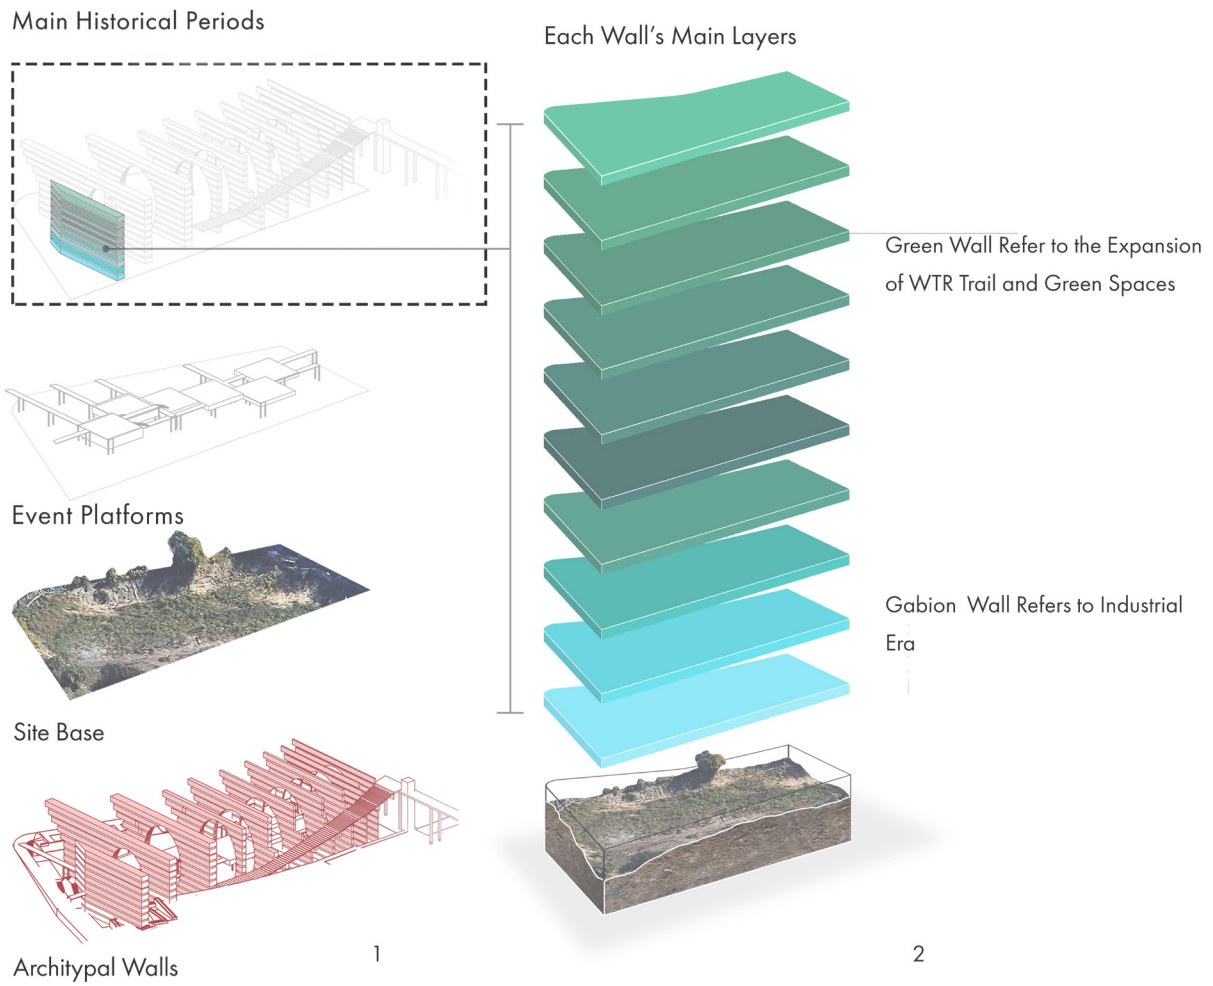 Main Historical Periods
Each Wall's Main Layers
Green Wall Refer to the Expansion
of WTR Trail and Green Spaces
Event Platforms
Gabion Wall Refers to Industrial
Era
Site Base
Architypal Walls
1
2